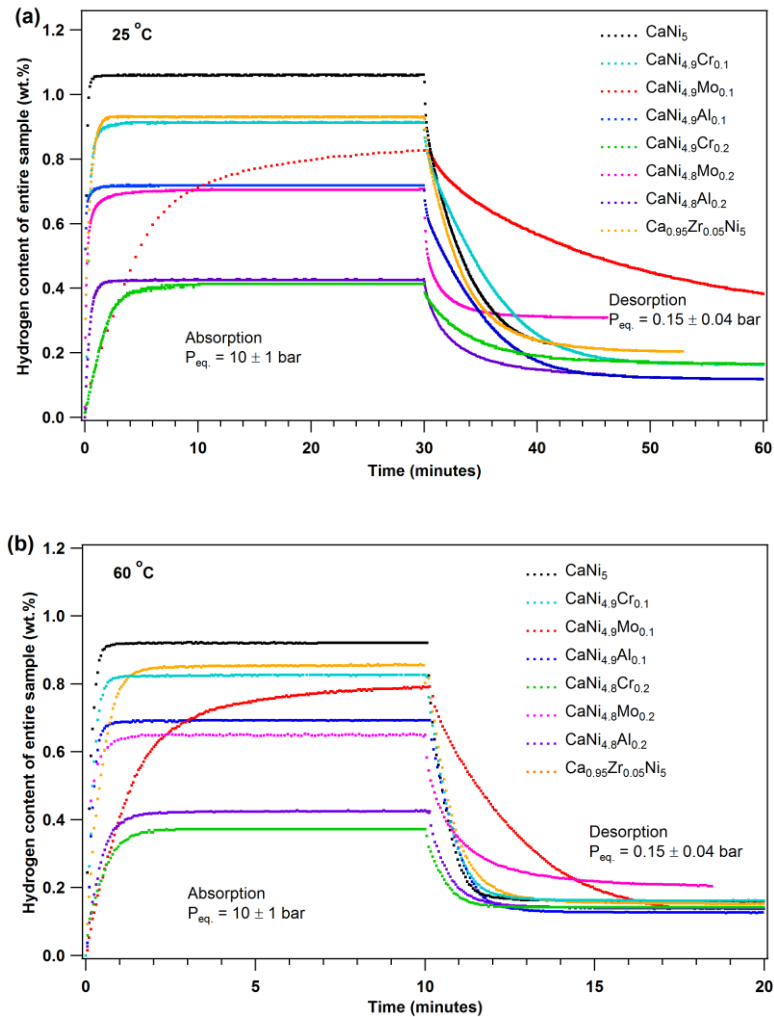 (a)
25 °C
CaNi₅
CaNi₄.₉Cr₀.₁
CaNi₄.₉Mo₀.₁
CaNi₄.₉Al₀.₁
CaNi₄.₉Cr₀.₂
CaNi₄.₈Mo₀.₂
CaNi₄.₈Al₀.₂
Ca₀.₉₅Zr₀.₀₅Ni₅
Absorption
P_eq. = 10 ± 1 bar
Desorption
P_eq. = 0.15 ± 0.04 bar
Hydrogen content of entire sample (wt.%)
1.2
1.0
0.8
0.6
0.4
0.2
0.0
0 10 20 30 40 50 60
Time (minutes)
(b)
60 °C
CaNi₅
CaNi₄.₉Cr₀.₁
CaNi₄.₉Mo₀.₁
CaNi₄.₉Al₀.₁
CaNi₄.₈Cr₀.₂
CaNi₄.₈Mo₀.₂
CaNi₄.₈Al₀.₂
Ca₀.₉₅Zr₀.₀₅Ni₅
Absorption
P_eq. = 10 ± 1 bar
Desorption
P_eq. = 0.15 ± 0.04 bar
Hydrogen content of entire sample (wt.%)
1.2
1.0
0.8
0.6
0.4
0.2
0.0
0 5 10 15 20
Time (minutes)